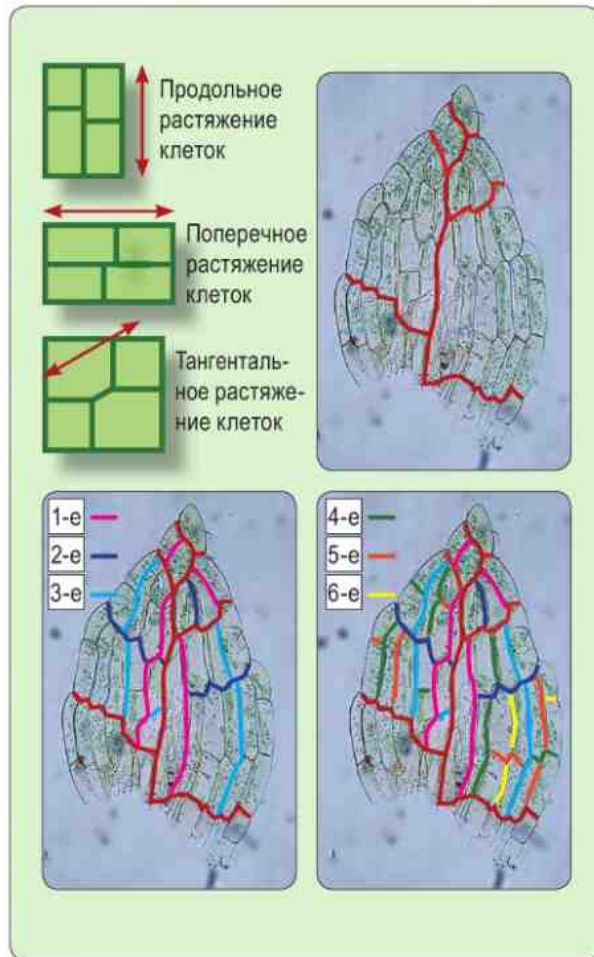 Продольное
растяжение
клеток
Поперечное
растяжение
клеток
Тангенталь-
ное растяже-
ние клеток
1-е
2-е
3-е
4-е
5-е
6-е